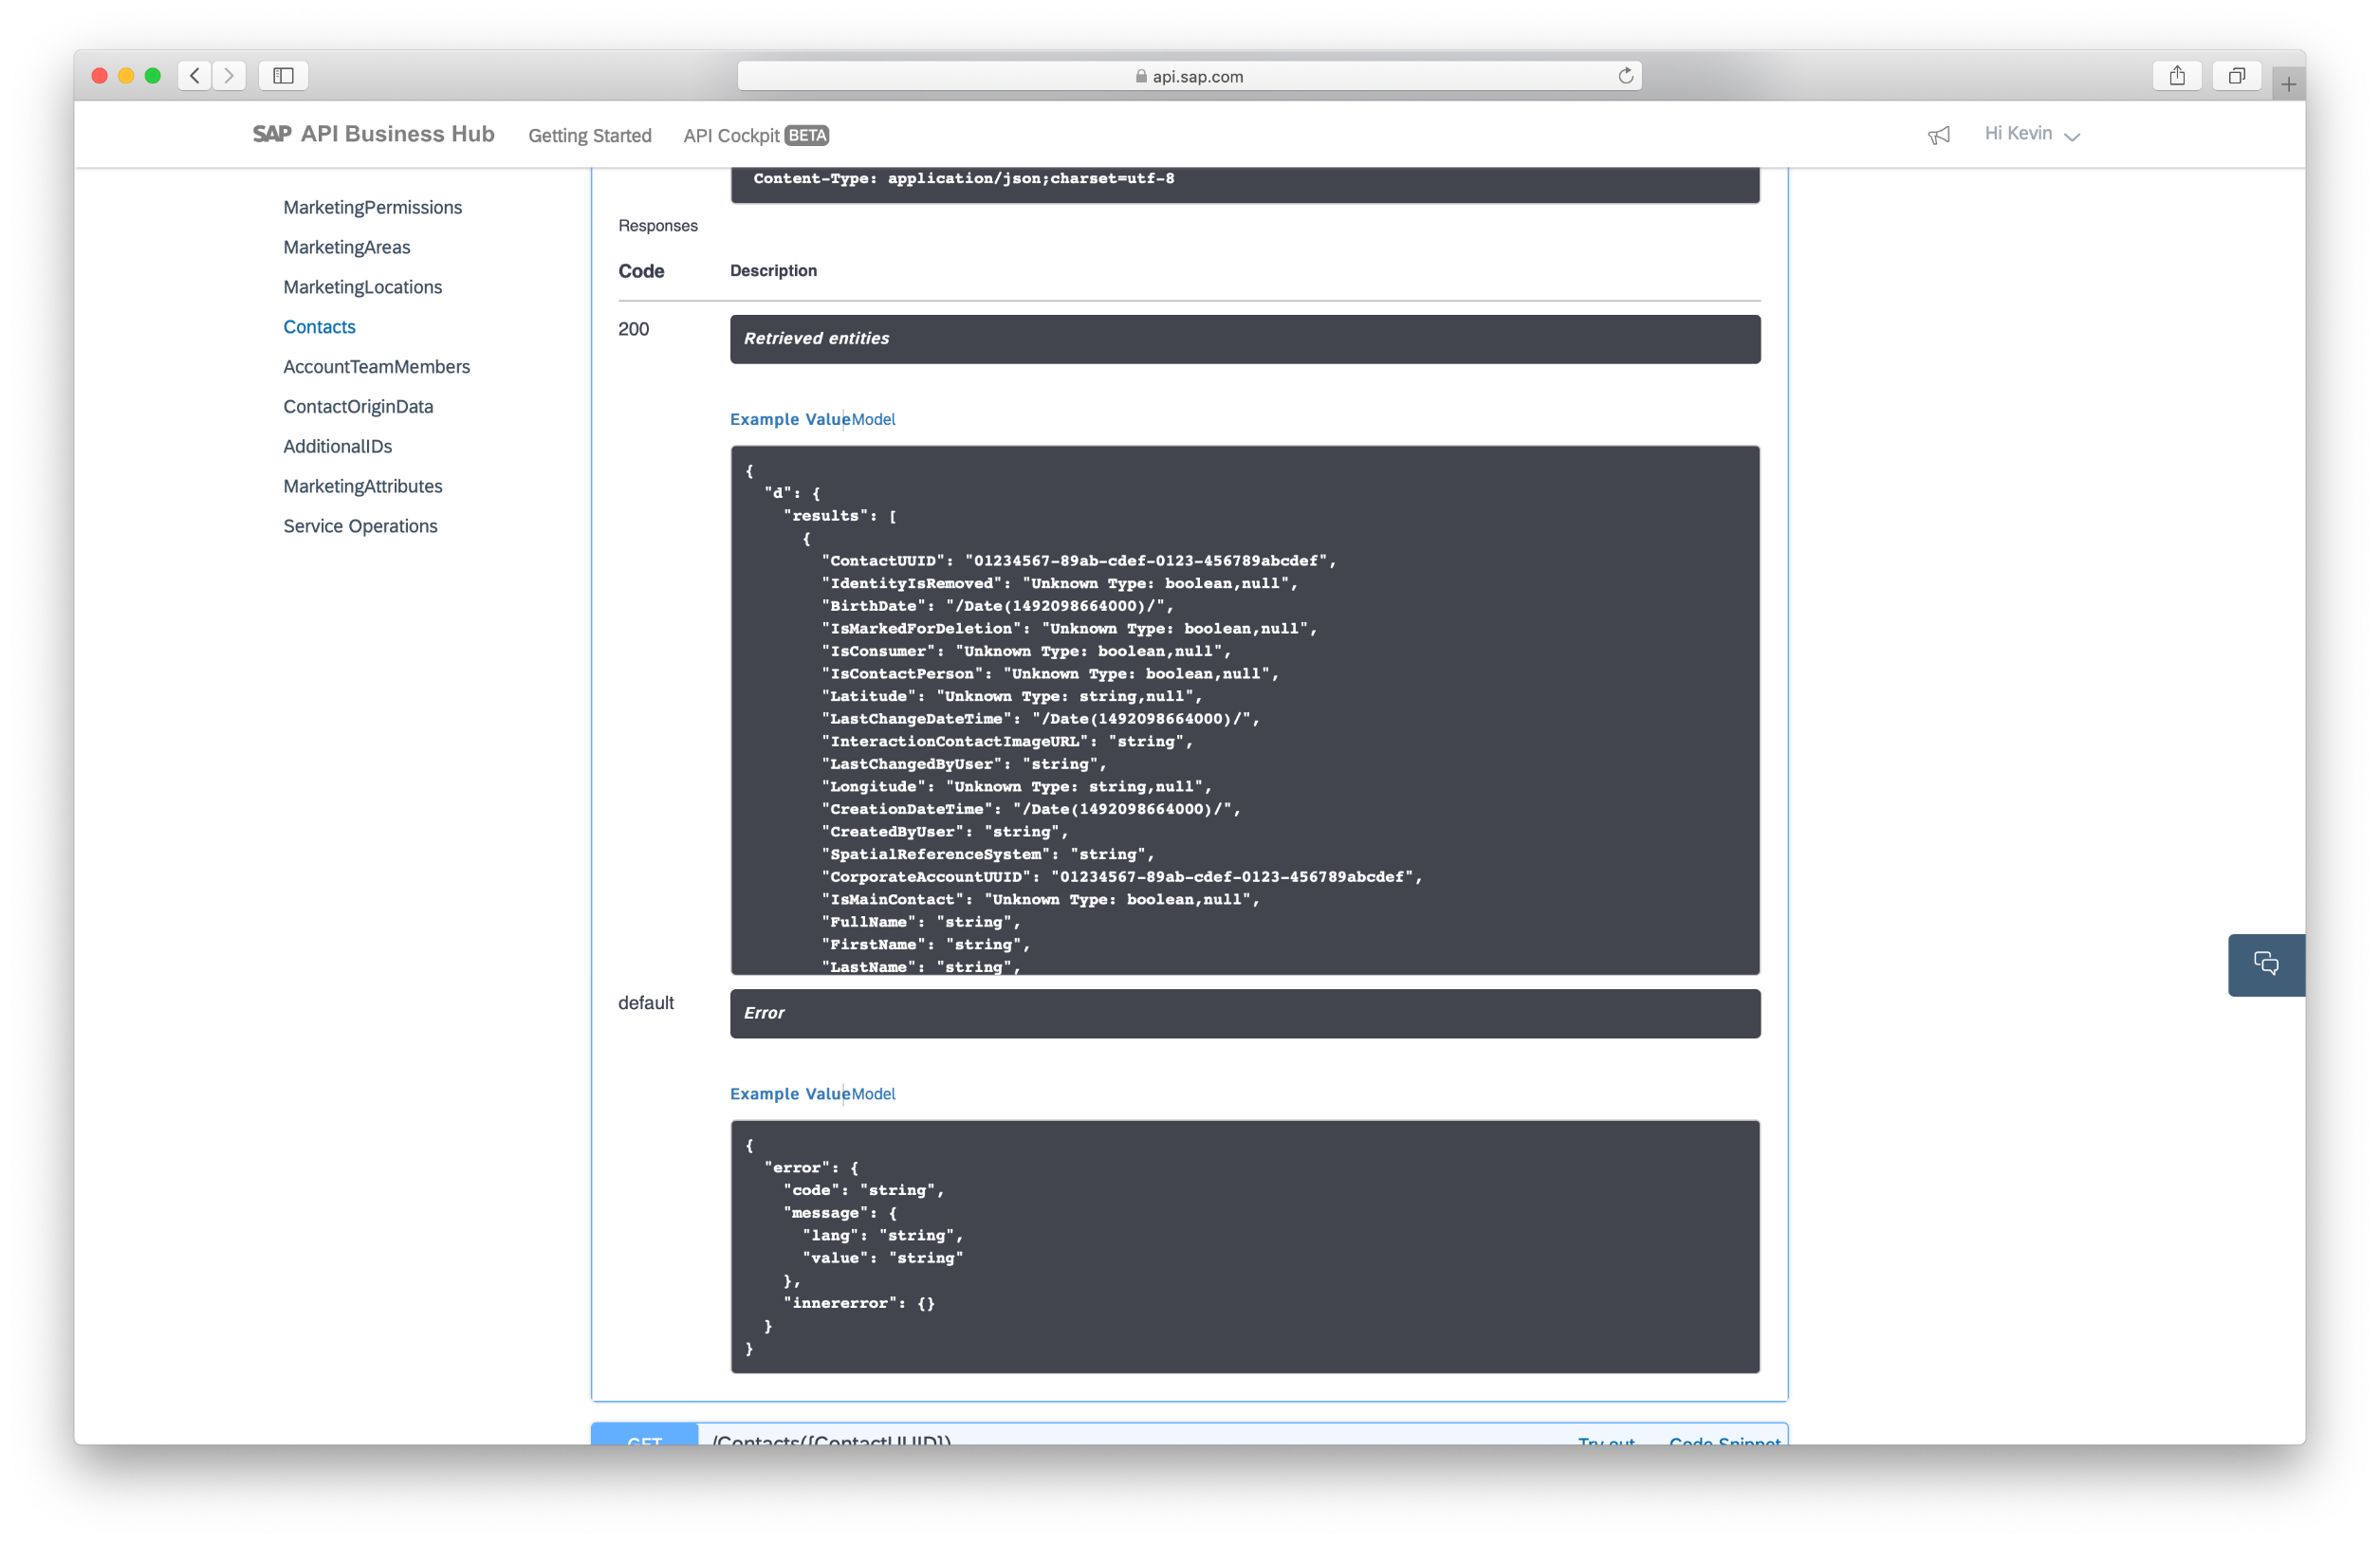 api.sap.com
SAP API Business Hub Getting Started API Cockpit BETA Hi Kevin
MarketingPermissions
MarketingAreas
MarketingLocations
Contacts
AccountTeamMembers
ContactOriginData
AdditionalIDs
MarketingAttributes
Service Operations
Content-Type: application/json;charset=utf-8
Responses
Code Description
200 Retrieved entities
Example Value Model
{
"d": {
"results": [
{
"ContactUUID": "01234567-89ab-cdef-0123-456789abcdef",
"IdentityIsRemoved": "Unknown Type: boolean,null",
"BirthDate": "/Date(1492098664000)/",
"IsMarkedForDeletion": "Unknown Type: boolean,null",
"IsConsumer": "Unknown Type: boolean,null",
"IsContactPerson": "Unknown Type: boolean,null",
"Latitude": "Unknown Type: string,null",
"LastChangeDateTime": "/Date(1492098664000)/",
"InteractionContactImageURL": "string",
"LastChangedByUser": "string",
"Longitude": "Unknown Type: string,null",
"CreationDateTime": "/Date(1492098664000)/",
"CreatedByUser": "string",
"SpatialReferenceSystem": "string",
"CorporateAccountUUID": "01234567-89ab-cdef-0123-456789abcdef",
"IsMainContact": "Unknown Type: boolean,null",
"FullName": "string",
"FirstName": "string",
"LastName": "string",
default Error
Example Value Model
{
"error": {
"code": "string",
"message": {
"lang": "string",
"value": "string"
},
"innererror": {}
}
}
GET /Contacts({ContactUUID}) Try out Code Snippet